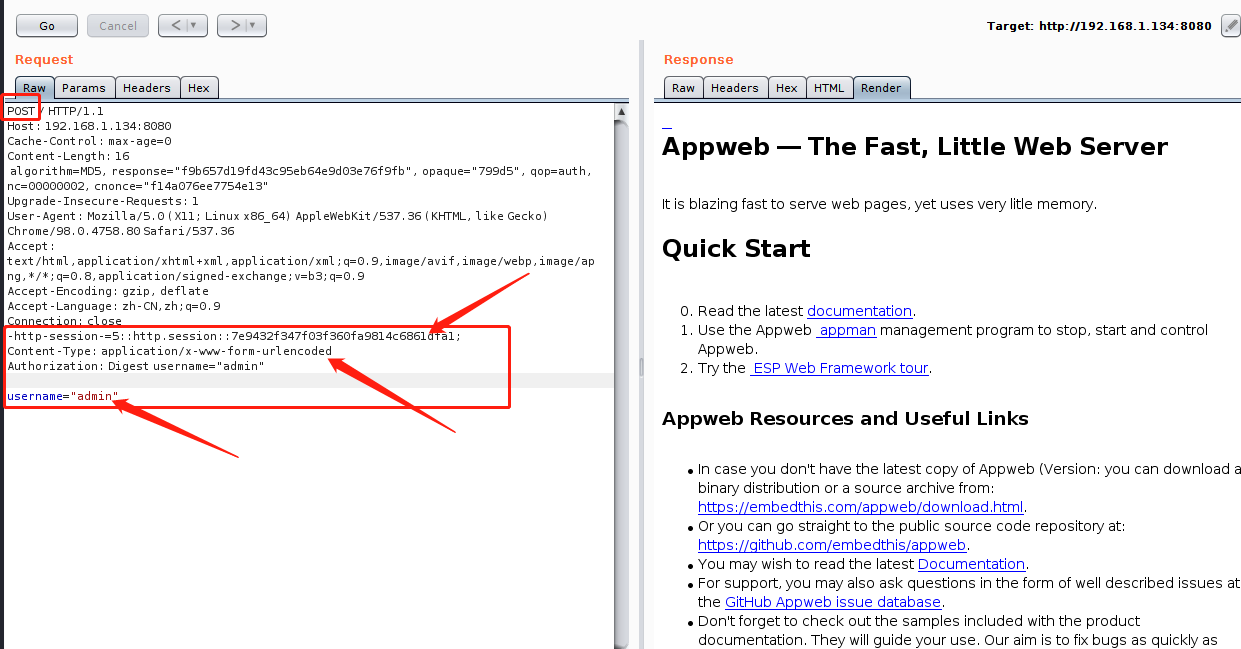 Go
Cancel
<
>
Target: http://192.168.1.134:8080
Request
Raw
Params
Headers
Hex
POST / HTTP/1.1
Host: 192.168.1.134:8080
Cache-Control: max-age=0
Content-Length: 16
algorithm=MD5, response="f9b657d19fd43c95eb64e9d03e76f9fb", opaque="799d5", qop=auth,
nc=00000002, cnonce="f14a076ee7754e13"
Upgrade-Insecure-Requests: 1
User-Agent: Mozilla/5.0 (X11; Linux x86_64) AppleWebKit/537.36 (KHTML, like Gecko)
Chrome/98.0.4758.80 Safari/537.36
Accept:
text/html,application/xhtml+xml,application/xml;q=0.9,image/avif,image/webp,image/ap
ng,*/*;q=0.8,application/signed-exchange;v=b3;q=0.9
Accept-Encoding: gzip, deflate
Accept-Language: zh-CN,zh;q=0.9
Connection: close
-http-session-=5::http.session::7e9432f347f03f360fa9814c6861dfa1;
Content-Type: application/x-www-form-urlencoded
Authorization: Digest username="admin"
username="admin"
Response
Raw
Headers
Hex
HTML
Render
Appweb — The Fast, Little Web Server
It is blazing fast to serve web pages, yet uses very litle memory.
Quick Start
0. Read the latest documentation.
1. Use the Appweb appman management program to stop, start and control
Appweb.
2. Try the ESP Web Framework tour.
Appweb Resources and Useful Links
• In case you don't have the latest copy of Appweb (Version: you can download a
binary distribution or a source archive from:
https://embedthis.com/appweb/download.html.
• Or you can go straight to the public source code repository at:
https://github.com/embedthis/appweb.
• You may wish to read the latest Documentation.
• For support, you may also ask questions in the form of well described issues at
the GitHub Appweb issue database.
• Don't forget to check out the samples included with the product
documentation. They will guide your use. Our aim is to fix bugs as quickly as